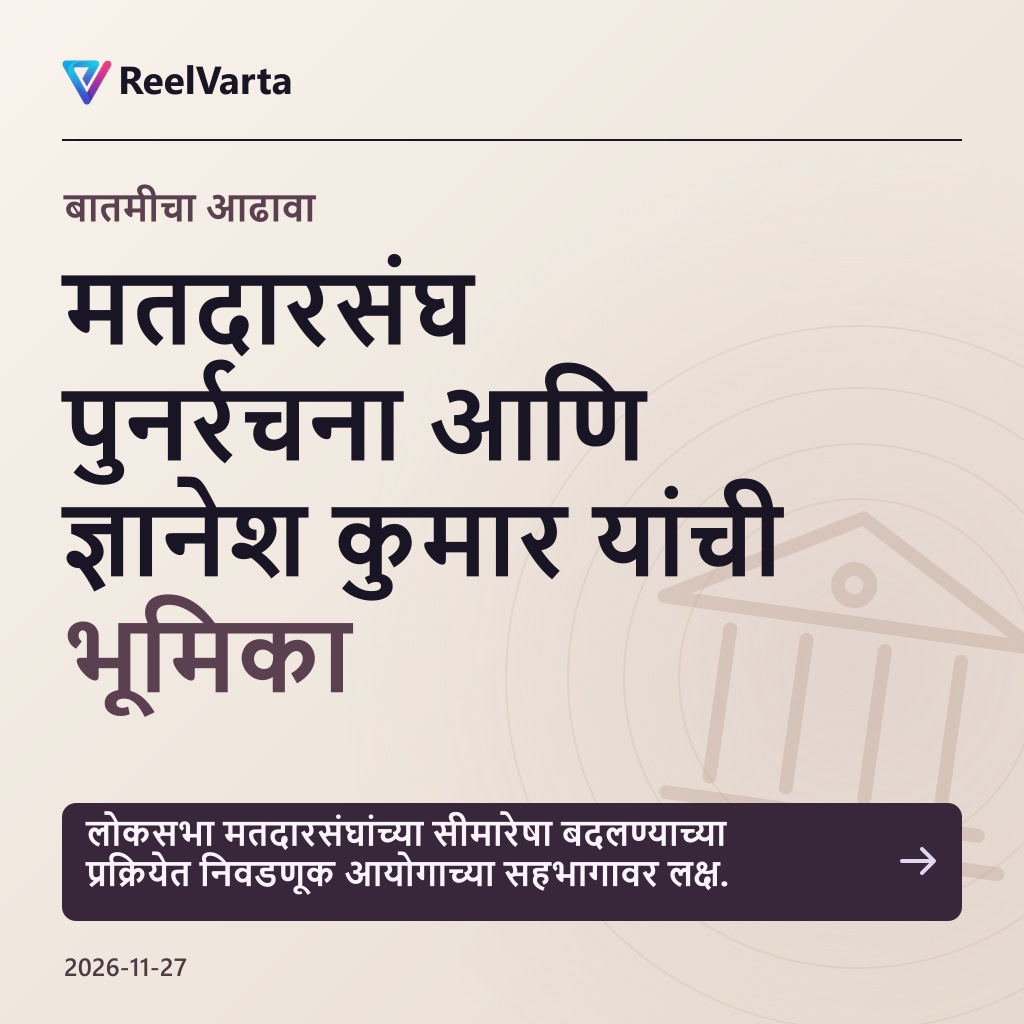 ReelVarta
बातमीचा आढावा
मतदारसंघ
पुनर्रचना आणि
ज्ञानेश कुमार यांची
भूमिका
लोकसभा मतदारसंघांच्या सीमारेषा बदलण्याच्या
प्रक्रियेत निवडणूक आयोगाच्या सहभागावर लक्ष.
2026-11-27